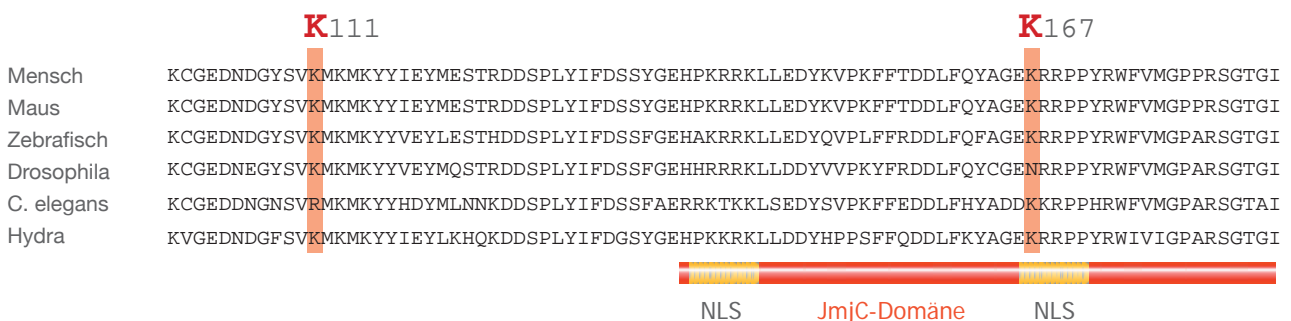 K111 K167
Mensch KCGEDNDGYSVKMKMKYYIEYMESTRDDSPLYIFDSSYGEHPKRRKLLEDYKVPKFFTDDLFQYAGEKRRPPYRWFVMGPPRSGTGI
Maus KCGEDNDGYSVKMKMKYYIEYMESTRDDSPLYIFDSSYGEHPKRRKLLEDYKVPKFFTDDLFQYAGEKRRPPYRWFVMGPPRSGTGI
Zebrafisch KCGEDNDGYSVKMKMKYYVEYLESTHDDSPLYIFDSSFGEHAKRRKLLEDYQVPLFFRDDLFQFAGEKRRPPYRWFVMGPARSGTGI
Drosophila KCGEDNEGYSVKMKMKYYVEYMQSTRDDSPLYIFDSSFGEHHRRRKLLDDYVVPKYFRDDLFQYCGENRRPPYRWFVMGPARSGTGI
C. elegans KCGEDDNGNSVRMKMKYYHDYMLNNKDDSPLYIFDSSFAERRKTKKLSEDYSVPKFFEDDLFHYADDKKRPPHRWFVMGPARSGTAI
Hydra KVGEDNDGFSVKMKMKYYIEYLKHQKDDSPLYIFDGSYGEHPKKRKLLDDYHPPSFFQDDLFKYAGEKRRPPYRWIVIGPARSGTGI
NLS JmjC-Domäne NLS